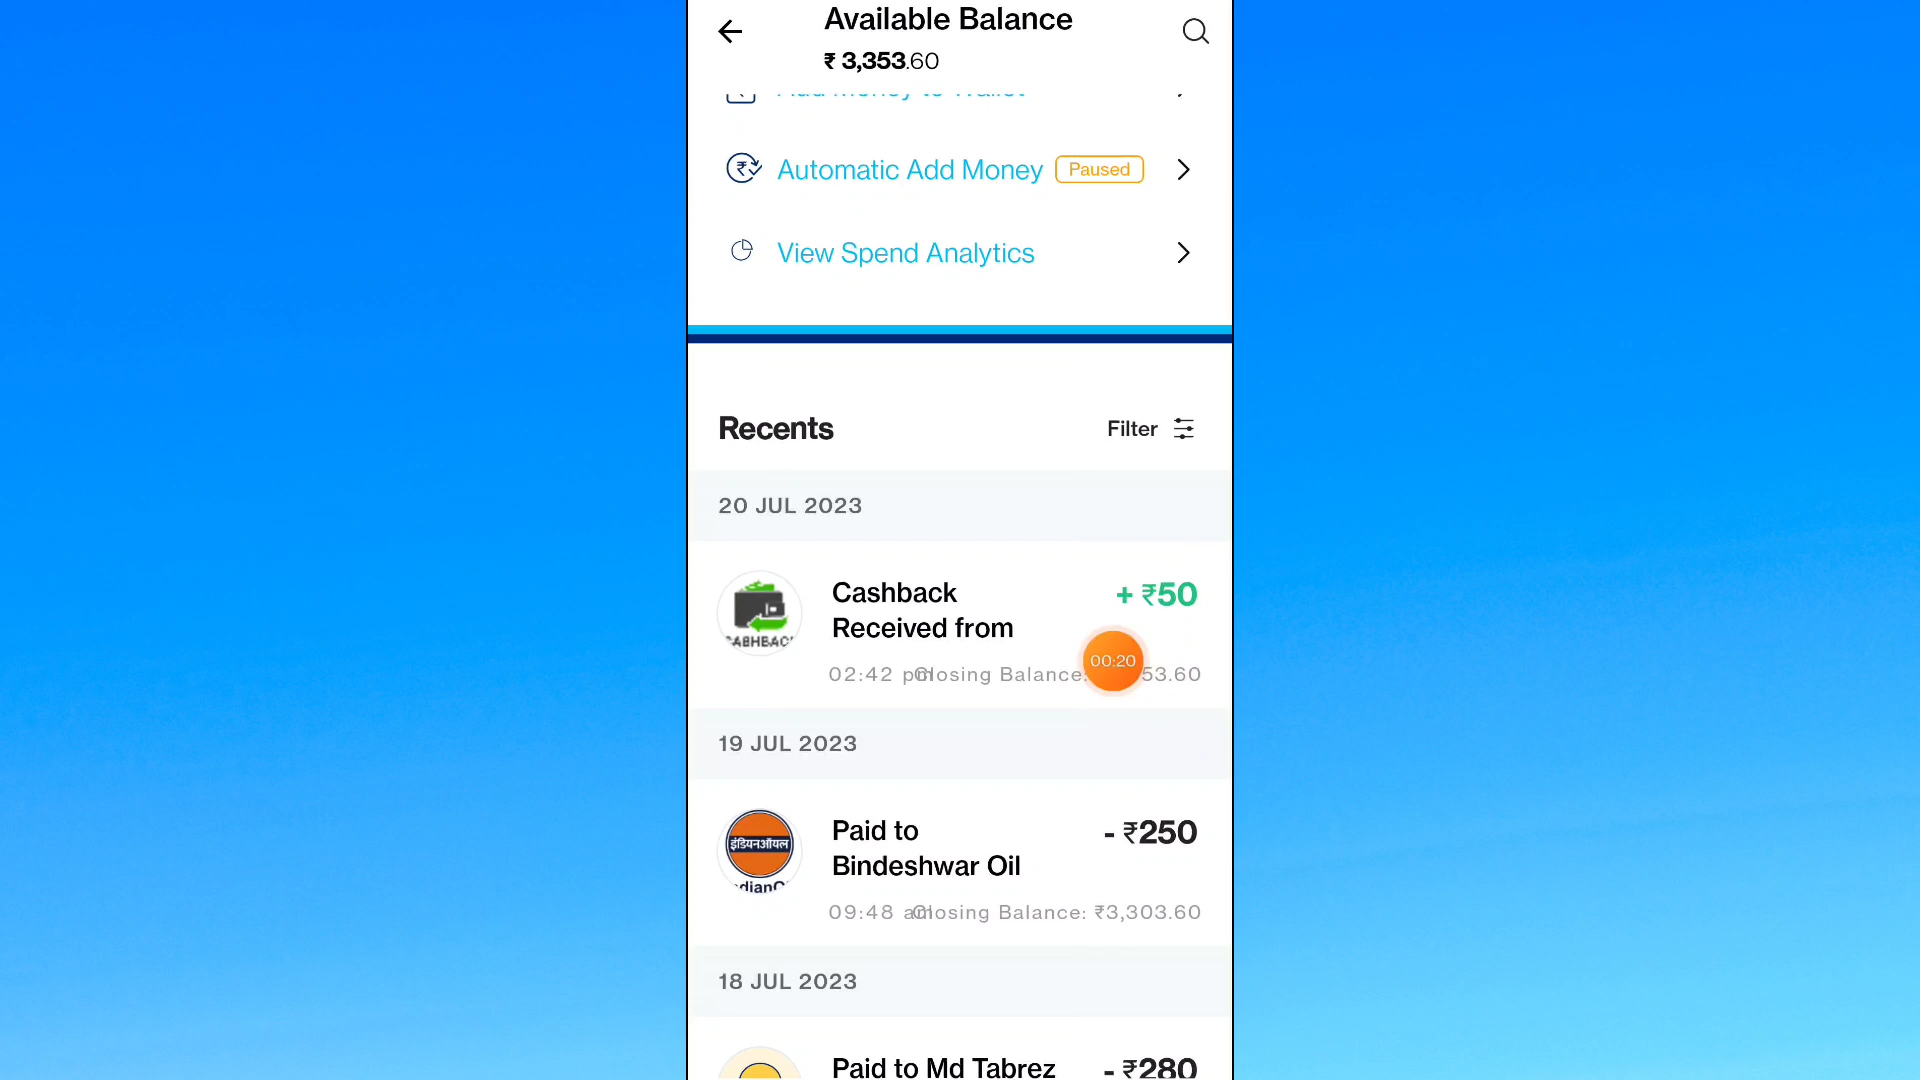 Available Balance
₹ 3,353.60
Add Money to Wallet
Automatic Add Money Paused
View Spend Analytics
Recents
Filter
20 JUL 2023
Cashback
Received from
+ ₹50
CASHBACK
02:42 pm
Closing Balance: 53.60
00:20
19 JUL 2023
Paid to
Bindeshwar Oil
- ₹250
इंडियनऑयल
ndianO
09:48 am
Closing Balance: ₹3,303.60
18 JUL 2023
Paid to Md Tabrez
- ₹280